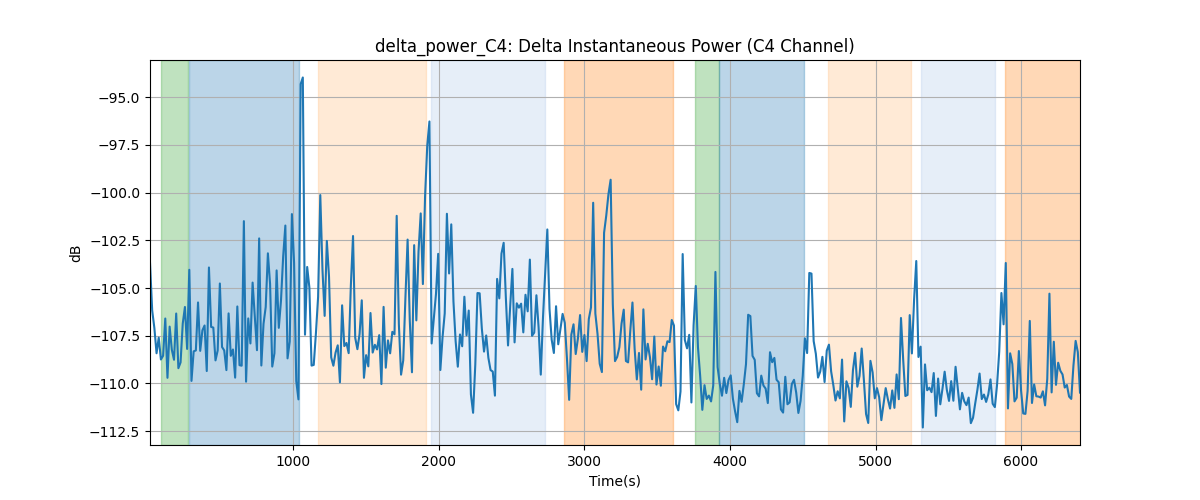 delta_power_C4: Delta Instantaneous Power (C4 Channel)
dB
−95.0
−97.5
−100.0
−102.5
−105.0
−107.5
−110.0
−112.5
1000 2000 3000 4000 5000 6000
Time(s)